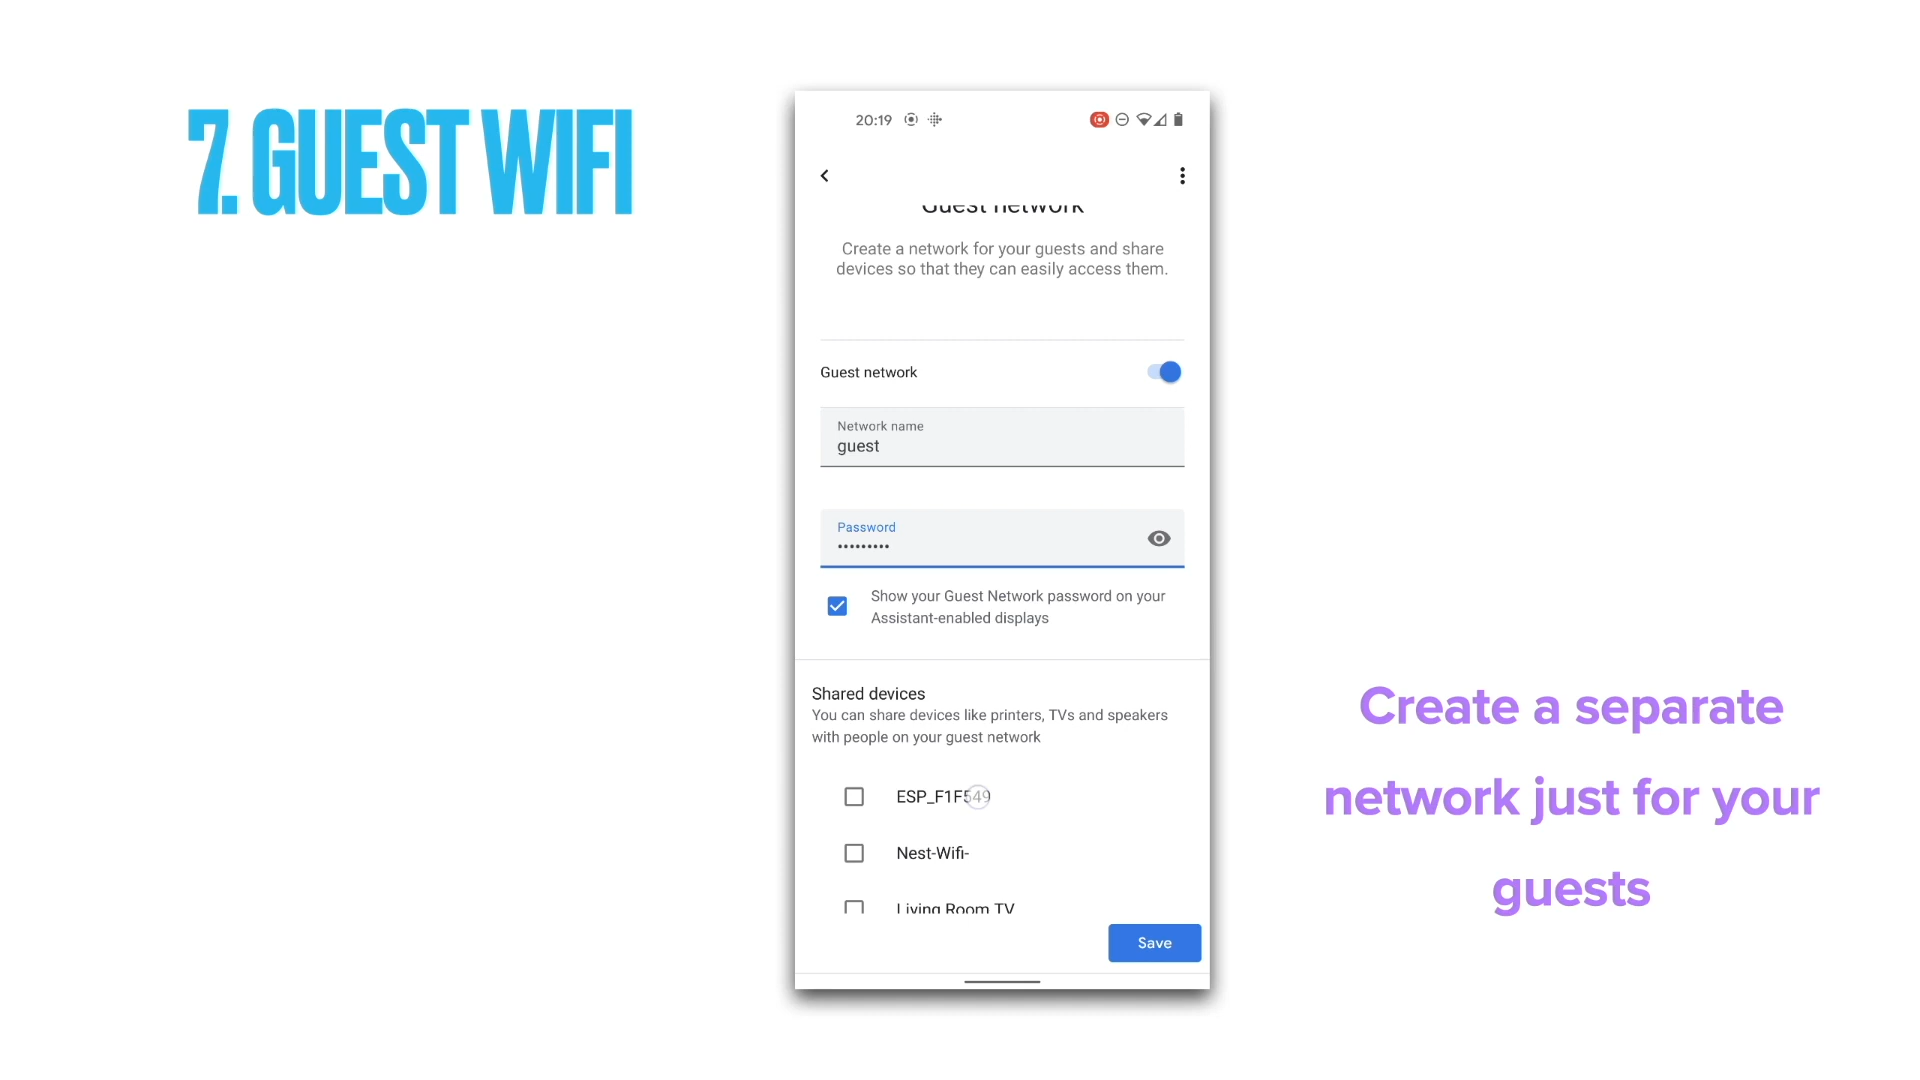 7. GUEST WIFI
20:19
Guest network
Create a network for your guests and share
devices so that they can easily access them.
Guest network
Network name
guest
Password
•••••••••
Show your Guest Network password on your
Assistant-enabled displays
Shared devices
You can share devices like printers, TVs and speakers
with people on your guest network
ESP_F1F549
Nest-Wifi-
Living Room TV
Save
Create a separate
network just for your
guests